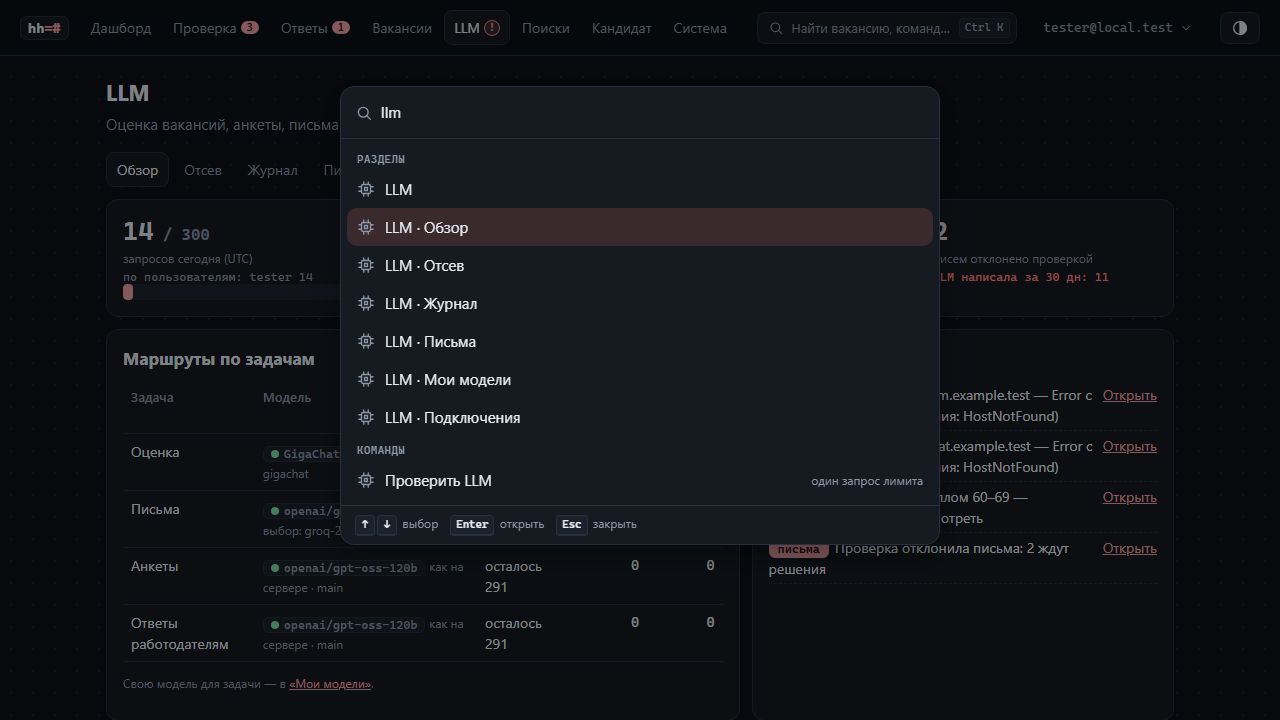 hh=#
Дашборд
Проверка 3
Ответы 1
Вакансии
LLM !
Поиски
Кандидат
Система
Найти вакансию, команд... Ctrl K
tester@local.test
LLM
Оценка вакансий, анкеты, письма
Обзор
Отсев
Журнал
14 / 300
запросов сегодня (UTC)
по пользователям: tester 14
2
исем отклонено проверкой
LLM написала за 30 дн: 11
llm
РАЗДЕЛЫ
LLM
LLM · Обзор
LLM · Отсев
LLM · Журнал
LLM · Письма
LLM · Мои модели
LLM · Подключения
КОМАНДЫ
Проверить LLM
один запрос лимита
↑ ↓ выбор Enter открыть Esc закрыть
Маршруты по задачам
Задача
Модель
Оценка
GigaChat
gigachat
Письма
openai/g
выбор: groq-2
Анкеты
openai/gpt-oss-120b как на
сервере · main
осталось
291
0
0
Ответы
работодателям
openai/gpt-oss-120b как на
сервере · main
осталось
291
0
0
Свою модель для задачи — в «Мои модели».
m.example.test — Error с
ия: HostNotFound)
Открыть
at.example.test — Error с
ия: HostNotFound)
Открыть
ллом 60–69 —
отреть
Открыть
письма Проверка отклонила письма: 2 ждут
решения
Открыть